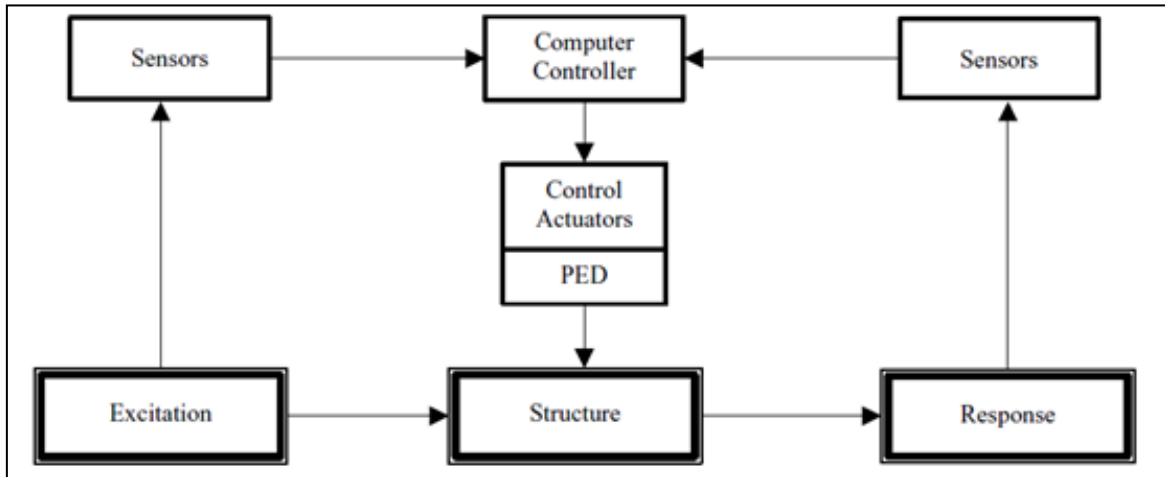 Sensors
Computer
Controller
Sensors
Control
Actuators
PED
Excitation
Structure
Response